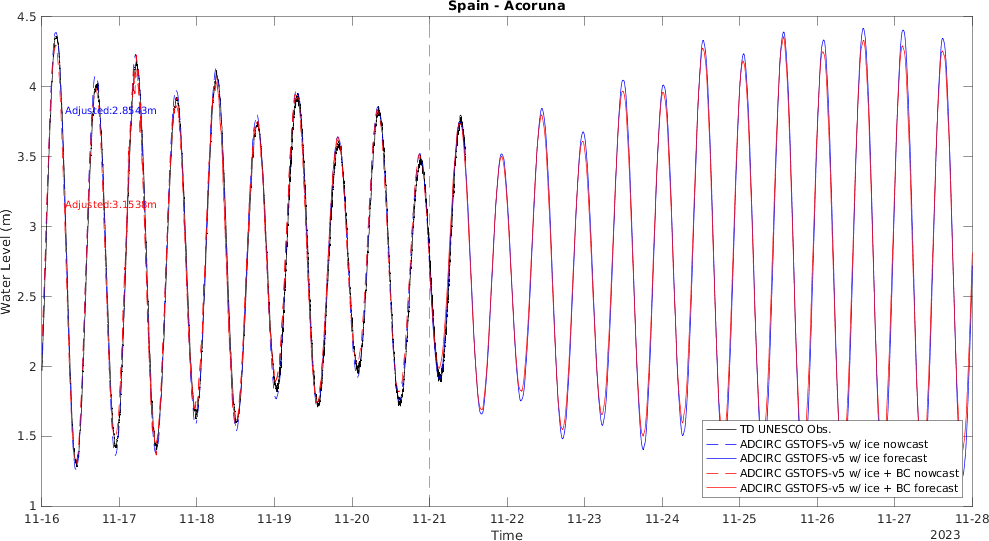 Spain - Acoruna
4.5
4
3.5
3
2.5
2
1.5
1
Water Level (m)
Adjusted:2.8543m
Adjusted:3.1538m
TD UNESCO Obs.
ADCIRC GSTOFS-v5 w/ ice nowcast
ADCIRC GSTOFS-v5 w/ ice forecast
ADCIRC GSTOFS-v5 w/ ice + BC nowcast
ADCIRC GSTOFS-v5 w/ ice + BC forecast
11-16 11-17 11-18 11-19 11-20 11-21 11-22 11-23 11-24 11-25 11-26 11-27 11-28
Time
2023